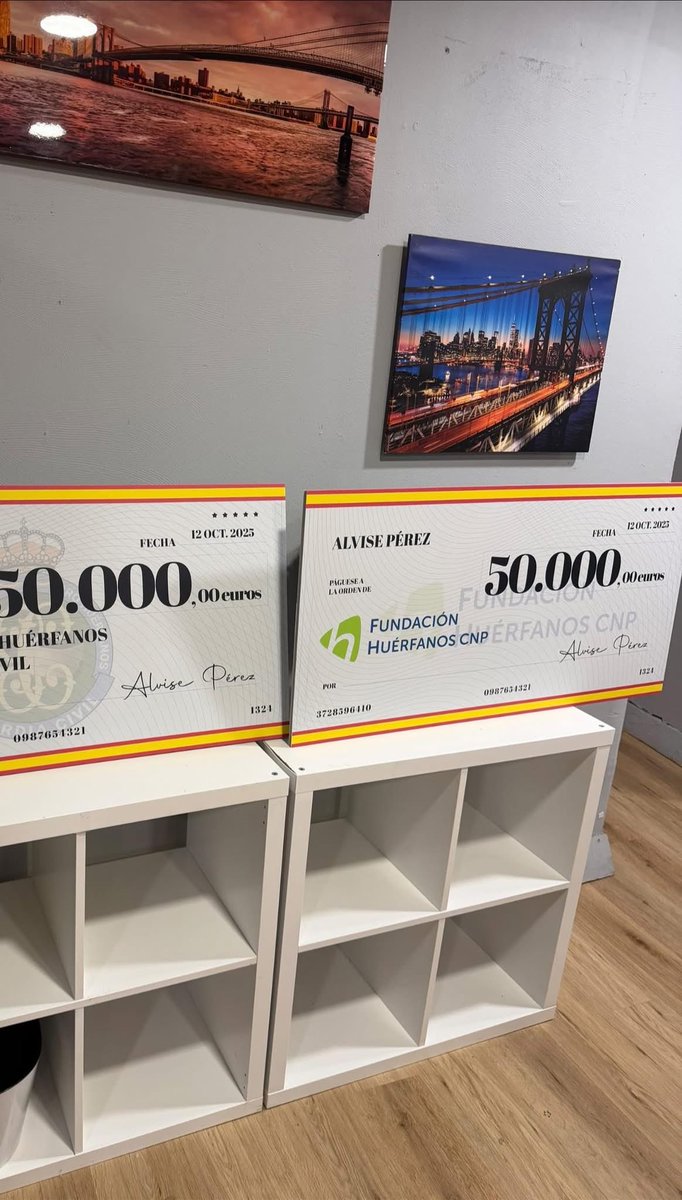 FECHA 12 OCT. 2025
50.000,00 euros
HUÉRFANOS
VIL
Alvise Pérez
1324
0987654321
ALVISE PÉREZ
FECHA 12 OCT. 2025
50.000,00 euros
PÁGUESE A
LA ORDEN DE
FUNDACIÓN
HUÉRFANOS CNP
FUNDACIÓN
HUÉRFANOS CNP
Alvise Pérez
POR
1324
0987654321
3728596410